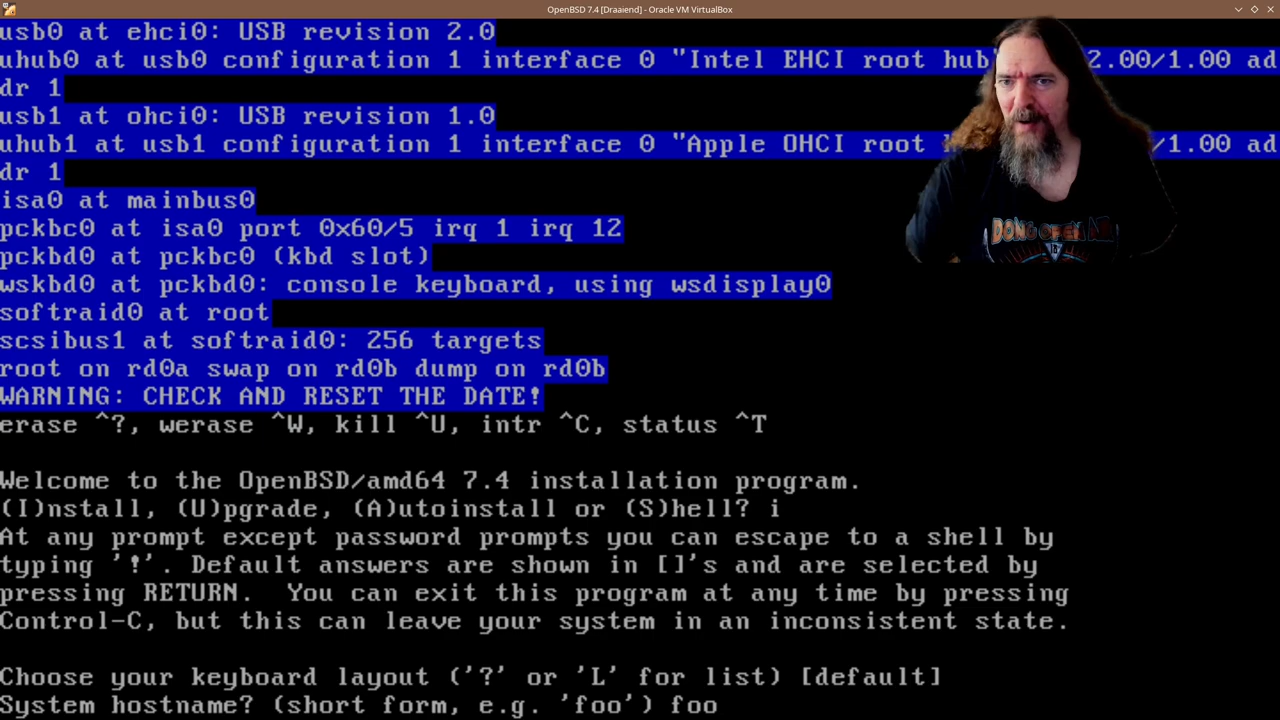 OpenBSD 7.4 [Draaiend] - Oracle VM VirtualBox
usb0 at ehci0: USB revision 2.0
uhub0 at usb0 configuration 1 interface 0 "Intel EHCI root hub 2.00/1.00 ad
dr 1
usb1 at ohci0: USB revision 1.0
uhub1 at usb1 configuration 1 interface 0 "Apple OHCI root /1.00 ad
dr 1
isa0 at mainbus0
pckbc0 at isa0 port 0x60/5 irq 1 irq 12
pckbd0 at pckbc0 (kbd slot)
wskbd0 at pckbd0: console keyboard, using wsdisplay0
softraid0 at root
scsibus1 at softraid0: 256 targets
root on rd0a swap on rd0b dump on rd0b
WARNING: CHECK AND RESET THE DATE!
erase ^?, werase ^W, kill ^U, intr ^C, status ^T
Welcome to the OpenBSD/amd64 7.4 installation program.
(I)nstall, (U)pgrade, (A)utoinstall or (S)hell? i
At any prompt except password prompts you can escape to a shell by
typing '!'. Default answers are shown in []'s and are selected by
pressing RETURN.  You can exit this program at any time by pressing
Control-C, but this can leave your system in an inconsistent state.
Choose your keyboard layout ('?' or 'L' for list) [default]
System hostname? (short form, e.g. 'foo') foo
DONG OPEN AIR